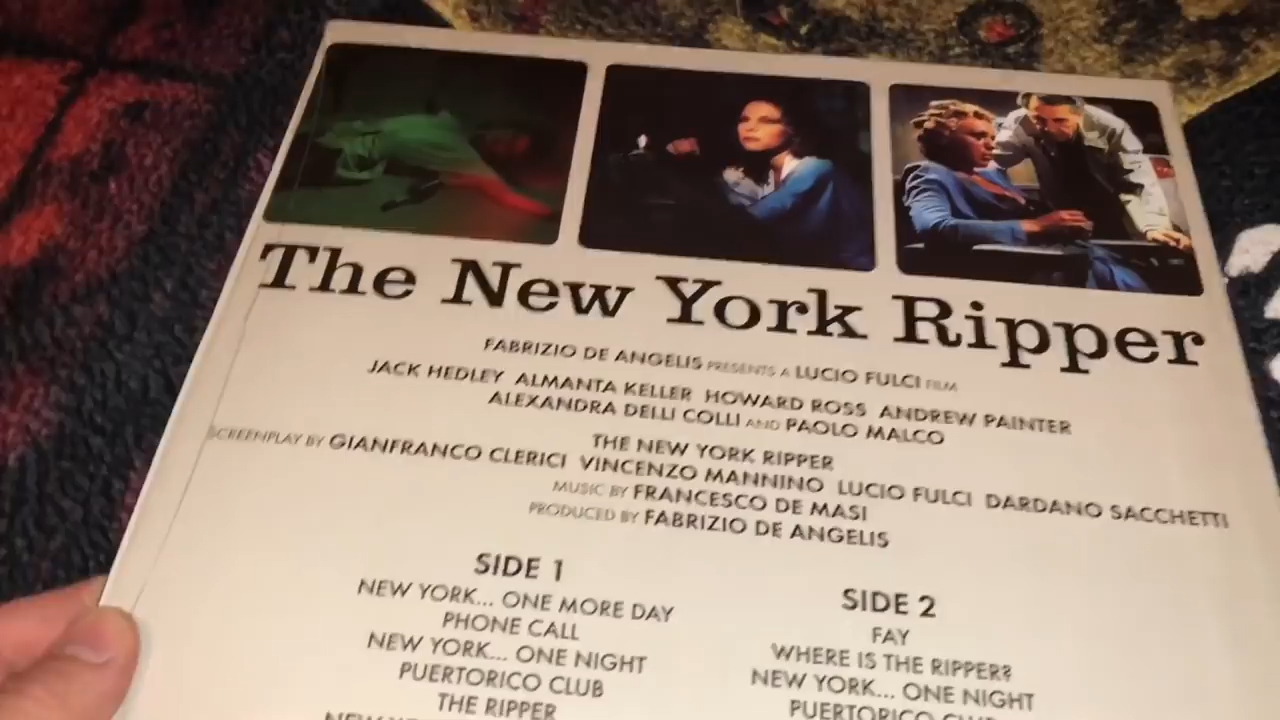 The New York Ripper
FABRIZIO DE ANGELIS PRESENTS A LUCIO FULCI FILM
JACK HEDLEY ALMANTA KELLER HOWARD ROSS ANDREW PAINTER
ALEXANDRA DELLI COLLI AND PAOLO MALCO
THE NEW YORK RIPPER
SCREENPLAY BY GIANFRANCO CLERICI VINCENZO MANNINO LUCIO FULCI DARDANO SACCHETTI
MUSIC BY FRANCESCO DE MASI
PRODUCED BY FABRIZIO DE ANGELIS
SIDE 1
NEW YORK... ONE MORE DAY
PHONE CALL
NEW YORK... ONE NIGHT
PUERTORICO CLUB
THE RIPPER
SIDE 2
FAY
WHERE IS THE RIPPER?
NEW YORK... ONE NIGHT
PUERTORICO CLUB